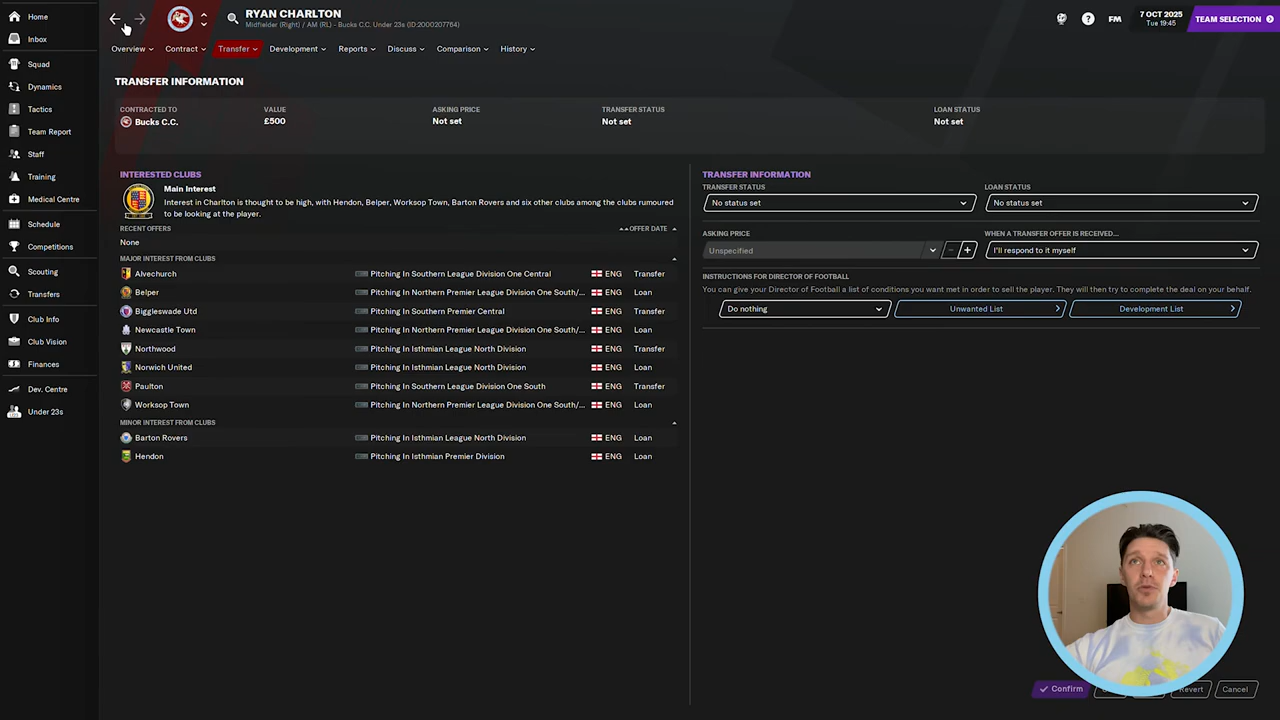 Home
Inbox
Squad
Dynamics
Tactics
Team Report
Staff
Training
Medical Centre
Schedule
Competitions
Scouting
Transfers
Club Info
Club Vision
Finances
Dev. Centre
Under 23s
RYAN CHARLTON
Midfielder (Right) / AM (RL) - Bucks C.C. Under 23s (ID:2000207764)
FM
7 OCT 2025
Tue 19:45
TEAM SELECTION
Overview Contract Transfer Development Reports Discuss Comparison History
TRANSFER INFORMATION
CONTRACTED TO VALUE ASKING PRICE TRANSFER STATUS LOAN STATUS
Bucks C.C. £500 Not set Not set Not set
INTERESTED CLUBS
Main Interest
Interest in Charlton is thought to be high, with Hendon, Belper, Worksop Town, Barton Rovers and six other clubs among the clubs rumoured
to be looking at the player.
RECENT OFFERS OFFER DATE
None
MAJOR INTEREST FROM CLUBS
Alvechurch Pitching In Southern League Division One Central ENG Transfer
Belper Pitching In Northern Premier League Division One South/... ENG Loan
Biggleswade Utd Pitching In Southern Premier Central ENG Transfer
Newcastle Town Pitching In Northern Premier League Division One South/... ENG Loan
Northwood Pitching In Isthmian League North Division ENG Transfer
Norwich United Pitching In Isthmian League North Division ENG Loan
Paulton Pitching In Southern League Division One South ENG Transfer
Worksop Town Pitching In Northern Premier League Division One South/... ENG Loan
MINOR INTEREST FROM CLUBS
Barton Rovers Pitching In Isthmian League North Division ENG Loan
Hendon Pitching In Isthmian Premier Division ENG Loan
TRANSFER INFORMATION
TRANSFER STATUS LOAN STATUS
No status set No status set
ASKING PRICE WHEN A TRANSFER OFFER IS RECEIVED...
Unspecified - + I'll respond to it myself
INSTRUCTIONS FOR DIRECTOR OF FOOTBALL
You can give your Director of Football a list of conditions you want met in order to sell the player. They will then try to complete the deal on your behalf.
Do nothing Unwanted List Development List
Confirm Revert Cancel